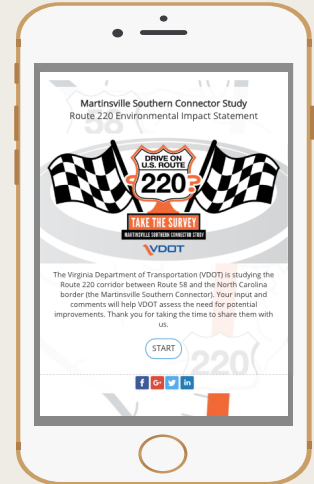 Martinsville Southern Connector Study
Route 220 Environmental Impact Statement
58
DRIVE ON
U.S. ROUTE
220?
TAKE THE SURVEY
MARTINSVILLE SOUTHERN CONNECTOR STUDY
VDOT
The Virginia Department of Transportation (VDOT) is studying the
Route 220 corridor between Route 58 and the North Carolina
border (the Martinsville Southern Connector). Your input and
comments will help VDOT assess the need for potential
improvements. Thank you for taking the time to share them with
us.
START
220
f G+ in